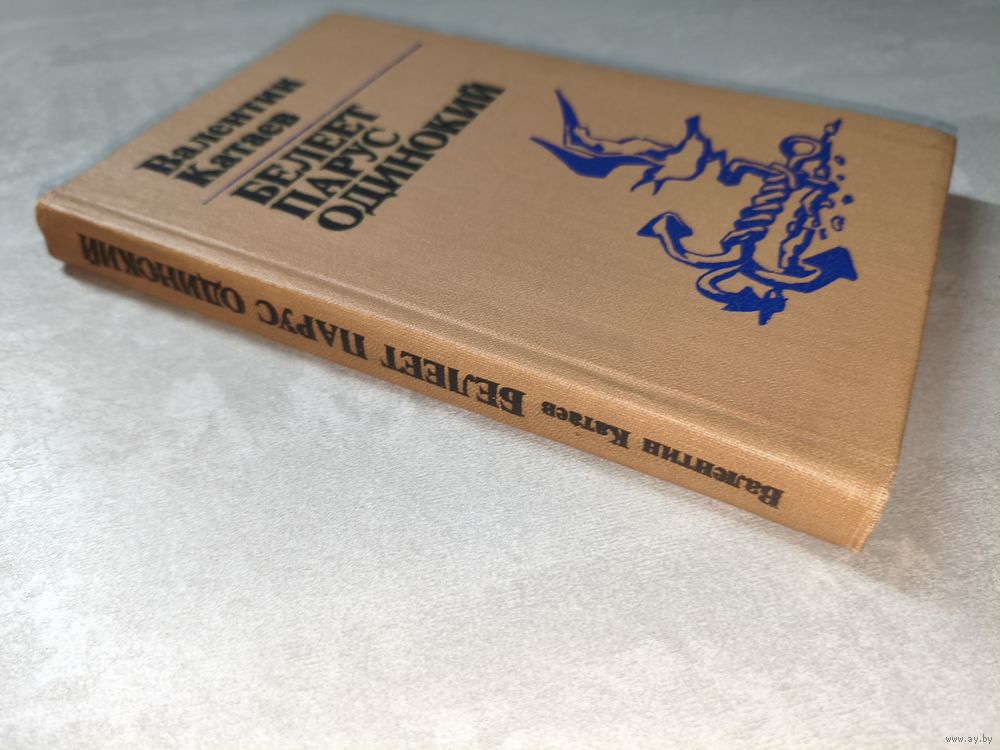 Валентин
Катаев
БЕЛЕЕТ
ПАРУС
ОДИНОКИЙ
Валентин Катаев БЕЛЕЕТ ПАРУС ОДИНОКИЙ
www.ay.by